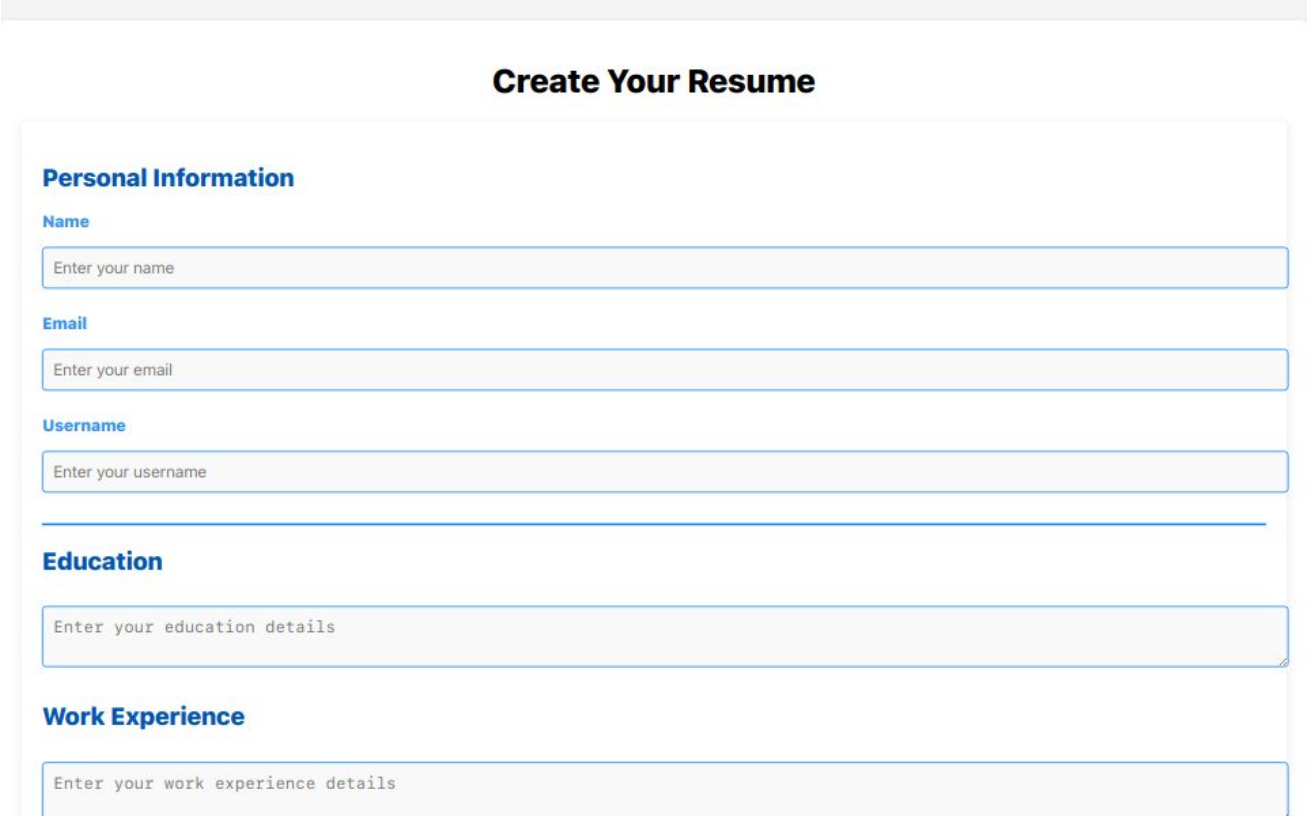 Create Your Resume
Personal Information
Name
Enter your name
Email
Enter your email
Username
Enter your username
Education
Enter your education details
Work Experience
Enter your work experience details